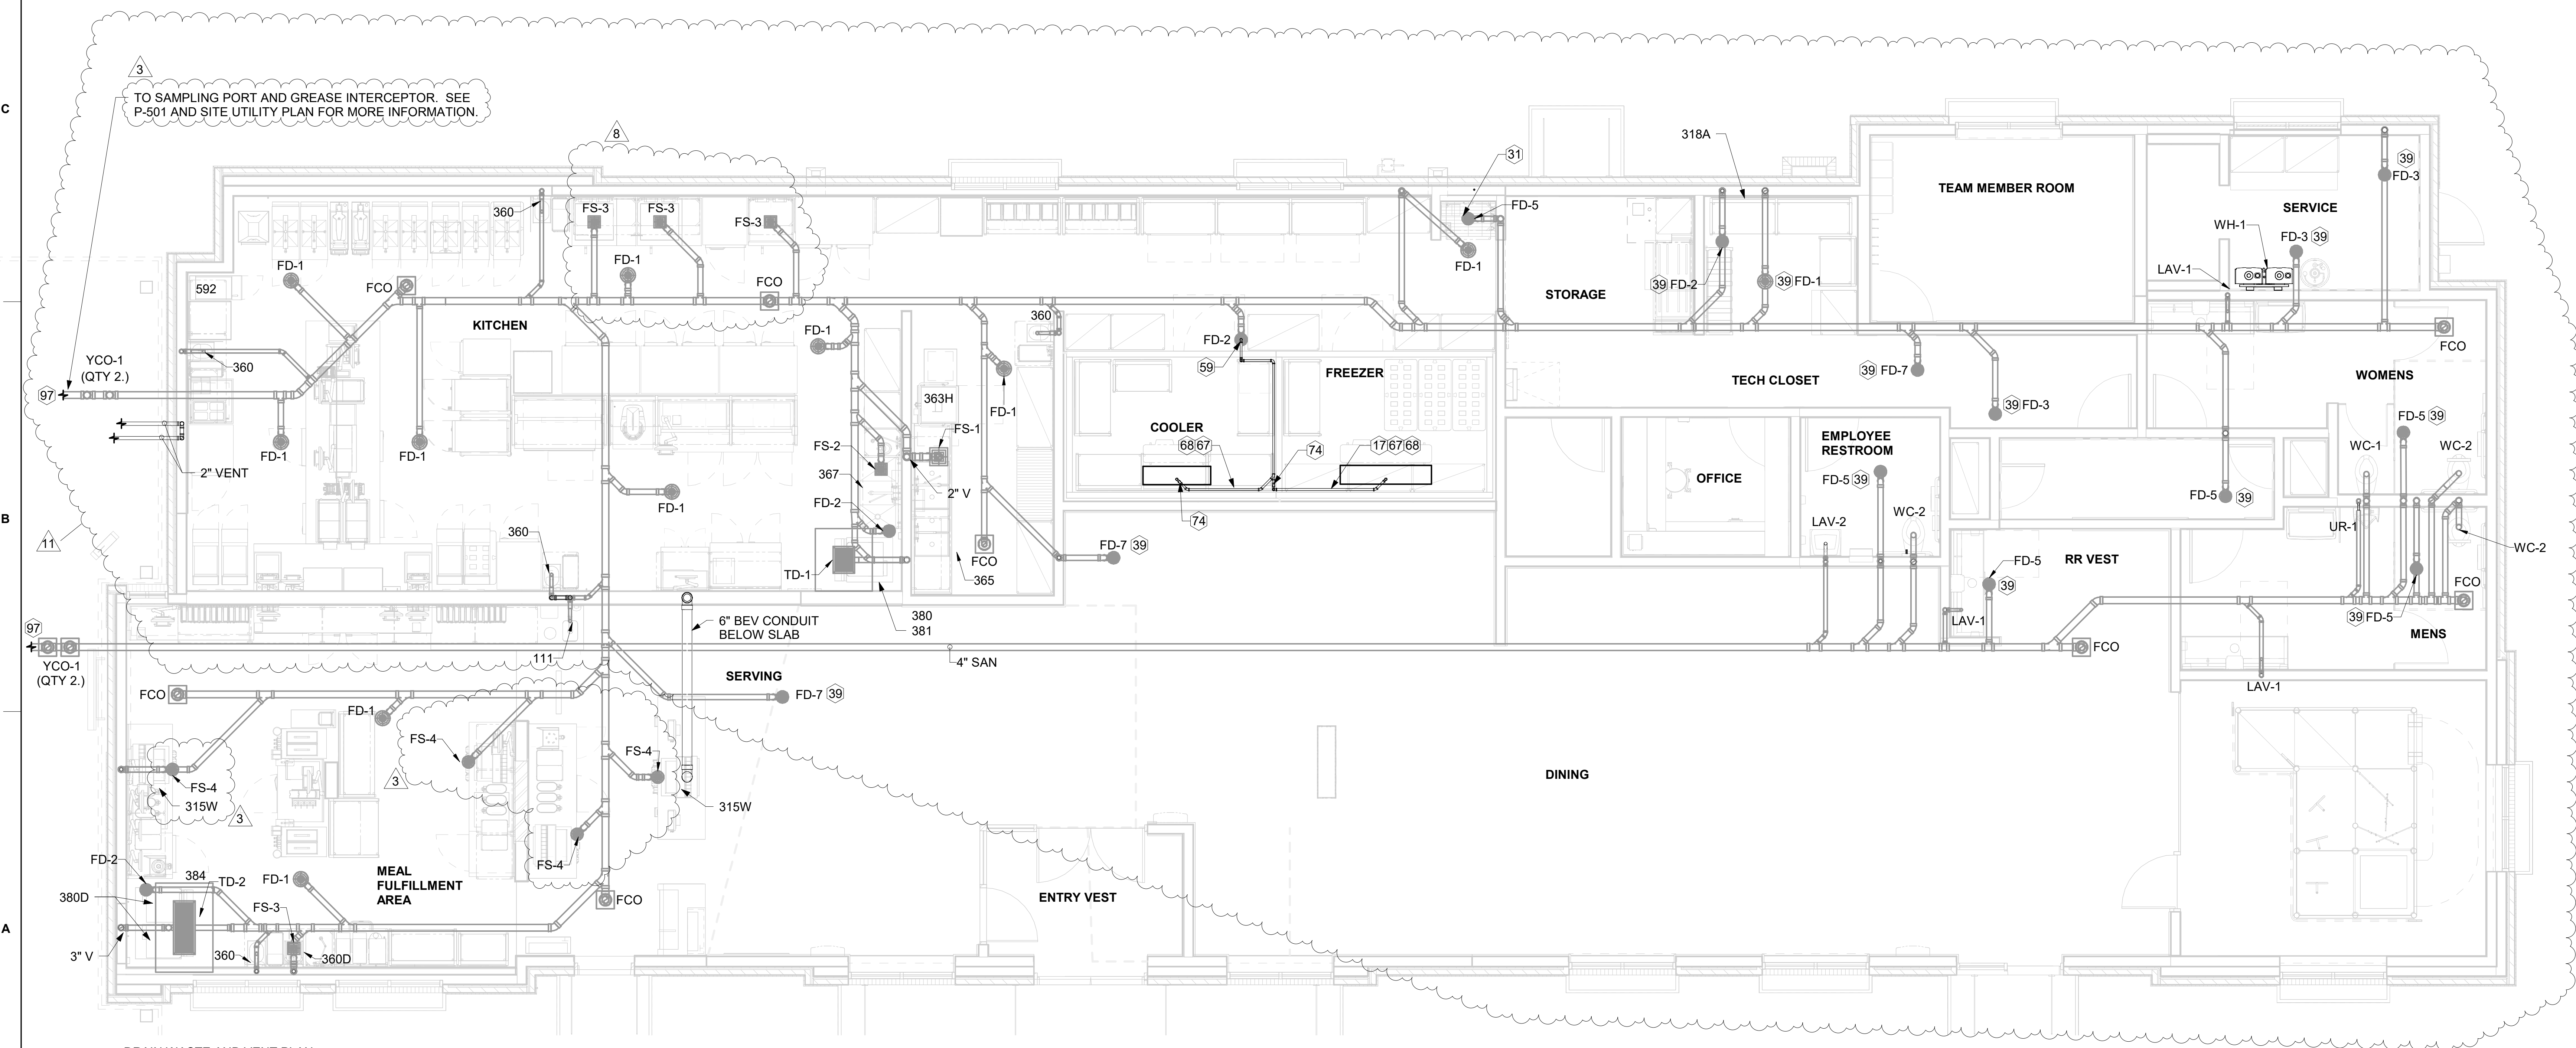 C
3
TO SAMPLING PORT AND GREASE INTERCEPTOR. SEE
P-501 AND SITE UTILITY PLAN FOR MORE INFORMATION.
8
31
318A
TEAM MEMBER ROOM
39
FD-3
SERVICE
360
FS-3
FS-3
FS-3
FD-5
WH-1
FD-3 39
FD-1
FD-1
FD-1
LAV-1
592
FCO
FCO
STORAGE
39 FD-2
39 FD-1
KITCHEN
360
FD-1
FD-2
FCO
YCO-1
(QTY 2.)
360
59
FREEZER
39 FD-7
TECH CLOSET
WOMENS
97
363H
FD-1
39 FD-3
FD-5 39
COOLER
FS-1
EMPLOYEE
RESTROOM
FD-1
FD-1
FS-2
68 67
74
17 67 68
WC-1
WC-2
2" VENT
367
OFFICE
FD-5 39
2" V
FD-5 39
FD-1
FD-2
74
LAV-2
WC-2
UR-1
B
11
360
FCO
FD-7 39
WC-2
RR VEST
FD-5
TD-1
365
39
FCO
380
381
6" BEV CONDUIT
BELOW SLAB
LAV-1
39 FD-5
MENS
97
YCO-1
(QTY 2.)
111
4" SAN
FCO
SERVING
FCO
FD-7 39
LAV-1
FD-1
FS-4
FS-4
3
DINING
FS-4
315W
315W
3
FD-2
FS-4
384
TD-2
FD-1
MEAL
FULFILLMENT
AREA
380D
FS-3
FCO
ENTRY VEST
A
3" V
360
360D